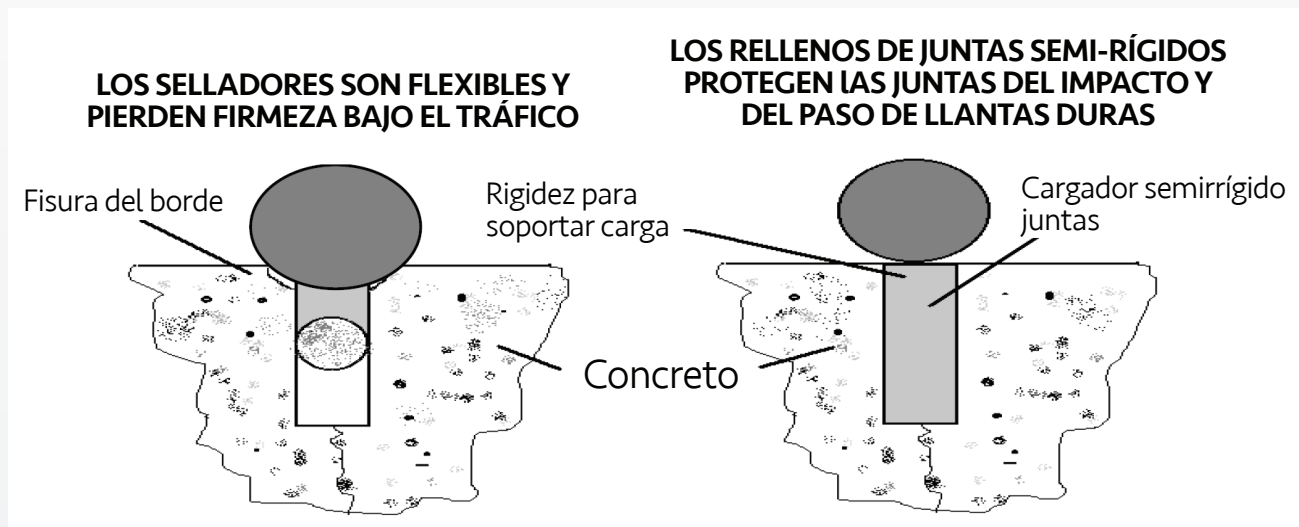 LOS SELLADORES SON FLEXIBLES Y
PIERDEN FIRMEZA BAJO EL TRÁFICO
LOS RELLENOS DE JUNTAS SEMI-RÍGIDOS
PROTEGEN LAS JUNTAS DEL IMPACTO Y
DEL PASO DE LLANTAS DURAS
Fisura del borde
Rigidez para
soportar carga
Cargador semirrígido
juntas
Concreto